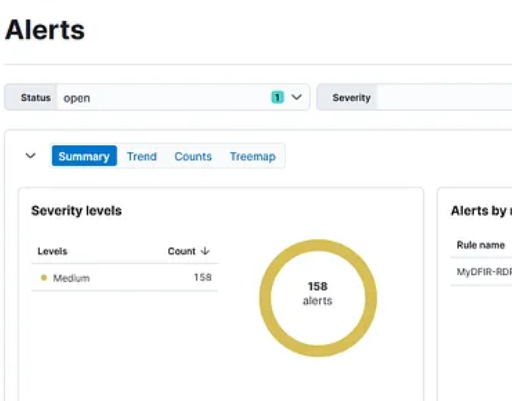 Alerts
Status open 1 Severity
Summary Trend Counts Treemap
Severity levels
Levels Count ↓
Medium 158
158
alerts
Alerts by
Rule name
MyDFIR-RDP